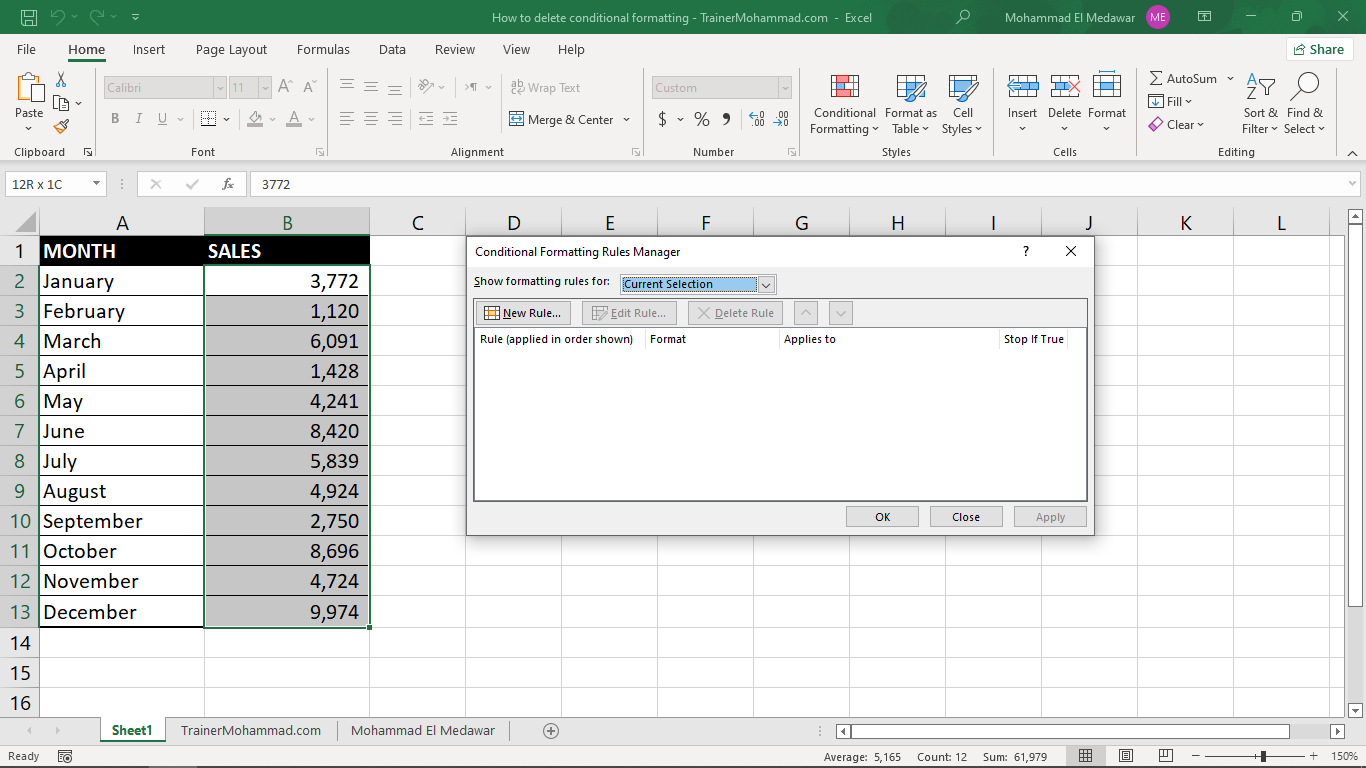 How to delete conditional formatting - TrainerMohammad.com - Excel
Mohammad El Medawar ME
File Home Insert Page Layout Formulas Data Review View Help Share
Paste
Clipboard
Calibri 11
B I U A
Font
ab Wrap Text
Merge & Center
Alignment
Custom
$ % 9
Number
Conditional Formatting
Format as Table
Cell Styles
Styles
Insert Delete Format
Cells
AutoSum
Fill
Clear
Sort & Filter
Find & Select
Editing
12R x 1C fx 3772
A B C D E F G H I J K L
1 MONTH SALES
2 January 3,772
3 February 1,120
4 March 6,091
5 April 1,428
6 May 4,241
7 June 8,420
8 July 5,839
9 August 4,924
10 September 2,750
11 October 8,696
12 November 4,724
13 December 9,974
14
15
16
Conditional Formatting Rules Manager ?
Show formatting rules for: Current Selection
New Rule... Edit Rule... Delete Rule
Rule (applied in order shown) Format Applies to Stop If True
OK Close Apply
Sheet1 TrainerMohammad.com Mohammad El Medawar
Ready Average: 5,165 Count: 12 Sum: 61,979 150%